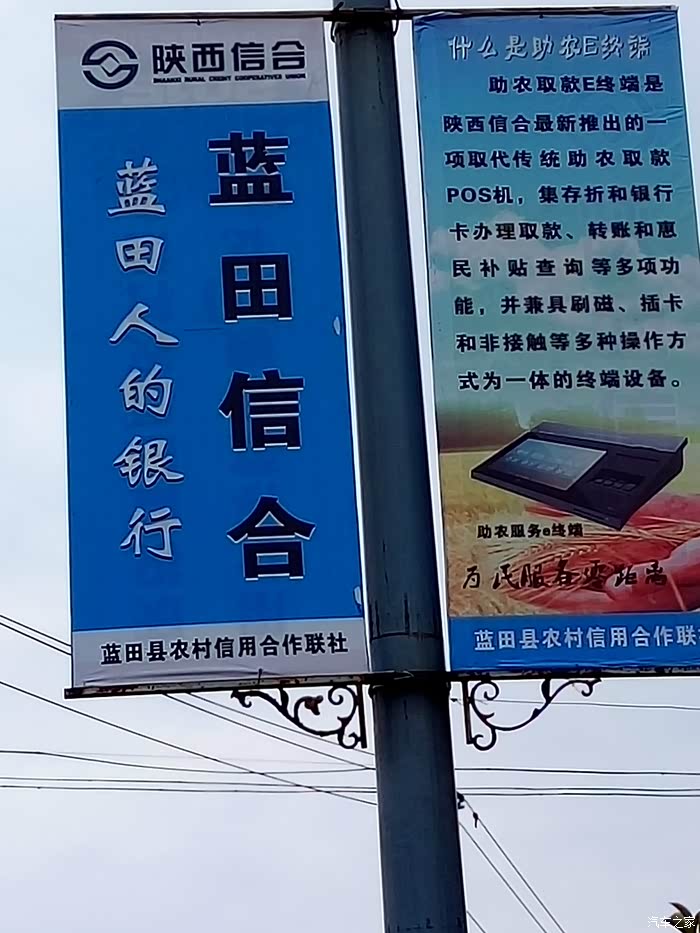 陕西信合
SHAANXI RURAL CREDIT COOPERATIVES UNION
蓝田信合
蓝田人的银行
蓝田县农村信用合作联社
什么是助农E终端
助农取款E终端是
陕西信合最新推出的一
项取代传统助农取款
POS机，集存折和银行
卡办理取款、转账和惠
民补贴查询等多项功
能，并兼具刷磁、插卡
和非接触等多种操作方
式为一体的终端设备。
助农服务e终端
为民服务零距离
蓝田县农村信用合作联
汽车之家